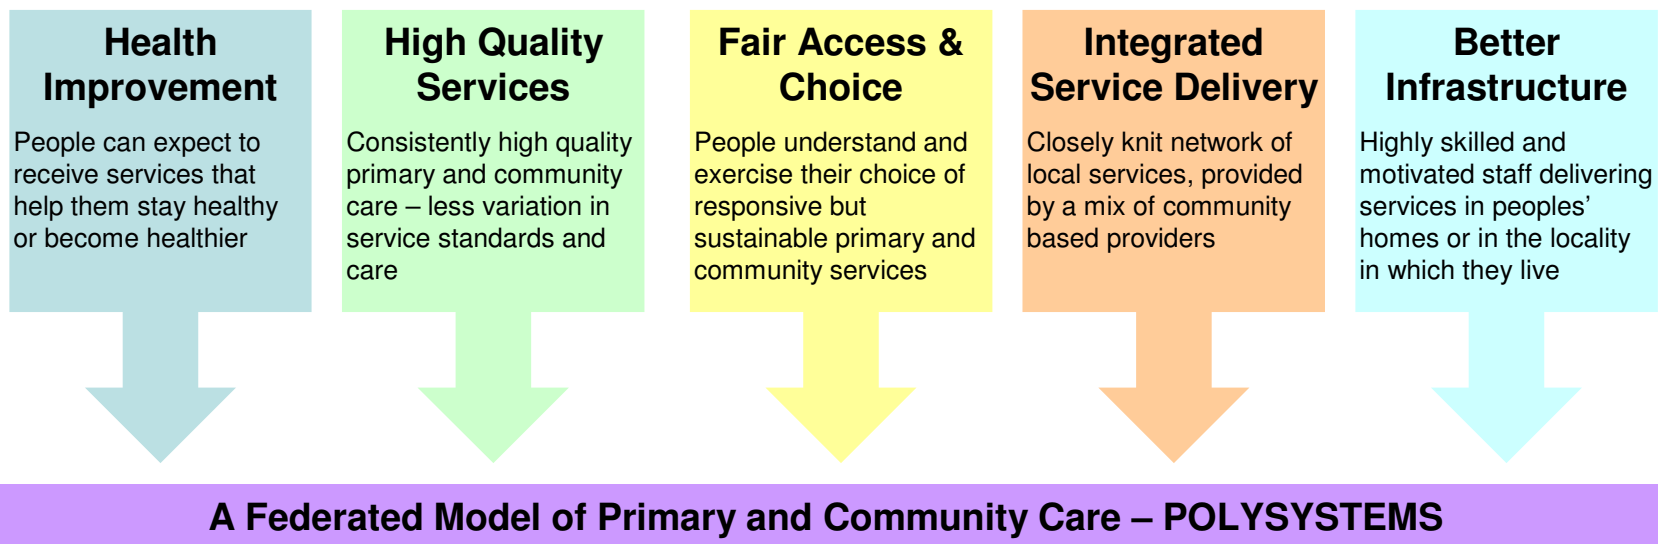 Health
Improvement
People can expect to
receive services that
help them stay healthy
or become healthier
High Quality
Services
Consistently high quality
primary and community
care – less variation in
service standards and
care
Fair Access &
Choice
People understand and
exercise their choice of
responsive but
sustainable primary and
community services
Integrated
Service Delivery
Closely knit network of
local services, provided
by a mix of community
based providers
Better
Infrastructure
Highly skilled and
motivated staff delivering
services in peoples’
homes or in the locality
in which they live
A Federated Model of Primary and Community Care – POLYSYSTEMS